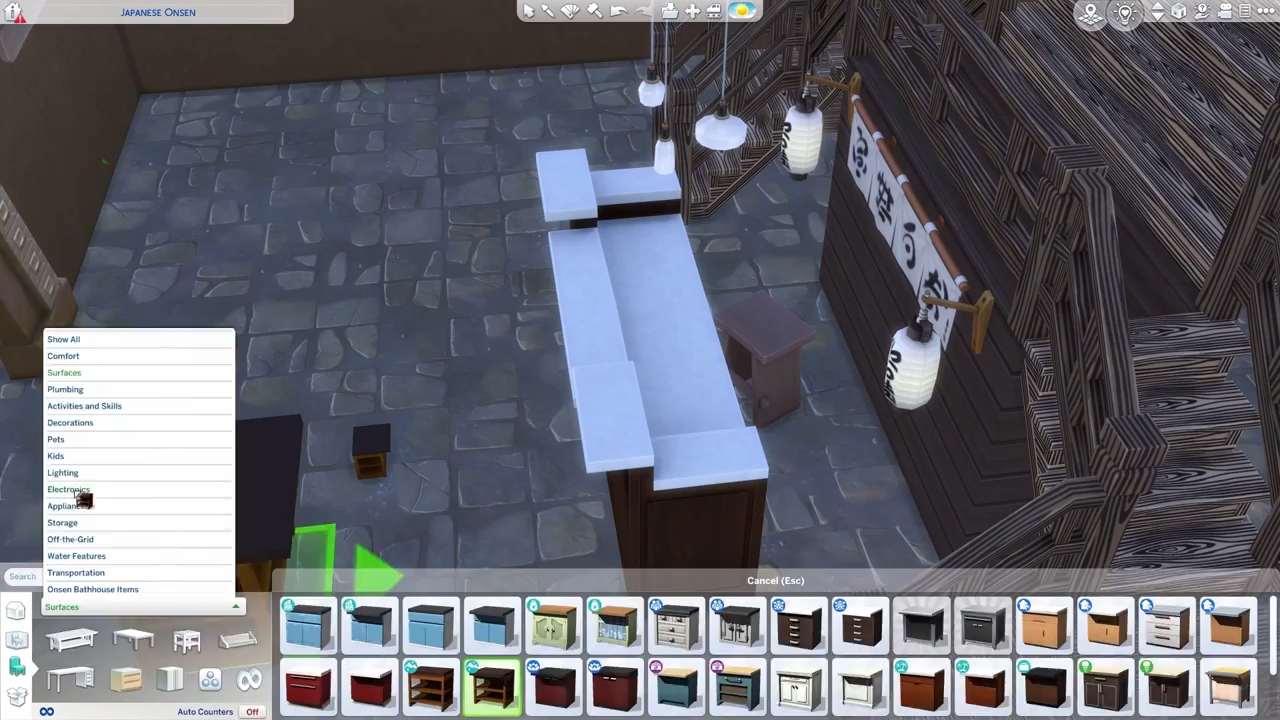 JAPANESE ONSEN
Show All
Comfort
Surfaces
Plumbing
Activities and Skills
Decorations
Pets
Kids
Lighting
Electronics
Storage
Off-the-Grid
Water Features
Transportation
Onsen Bathhouse Items
Search
Surfaces
Cancel (Esc)
Auto Counters Off